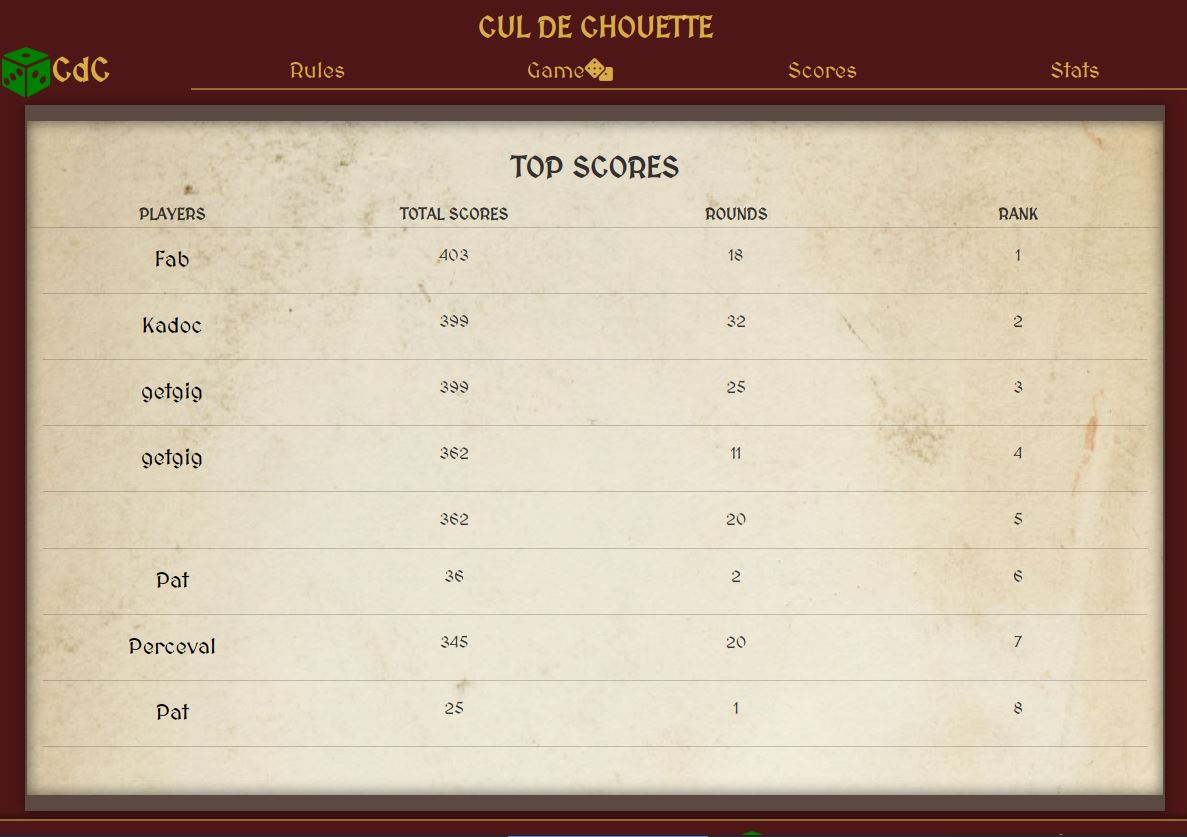 CUL DE CHOUETTE
CdC Rules Game Scores Stats
TOP SCORES
PLAYERS TOTAL SCORES ROUNDS RANK
Fab 403 18 1
Kadoc 399 32 2
getgig 399 25 3
getgig 362 11 4
362 20 5
Pat 36 2 6
Perceval 345 20 7
Pat 25 1 8